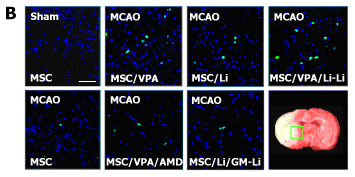 B
Sham
MCAO
MCAO
MCAO
MSC
MSC/VPA
MSC/Li
MSC/VPA/Li-Li
MCAO
MCAO
MCAO
MSC
MSC/VPA/AMD
MSC/Li/GM-Li